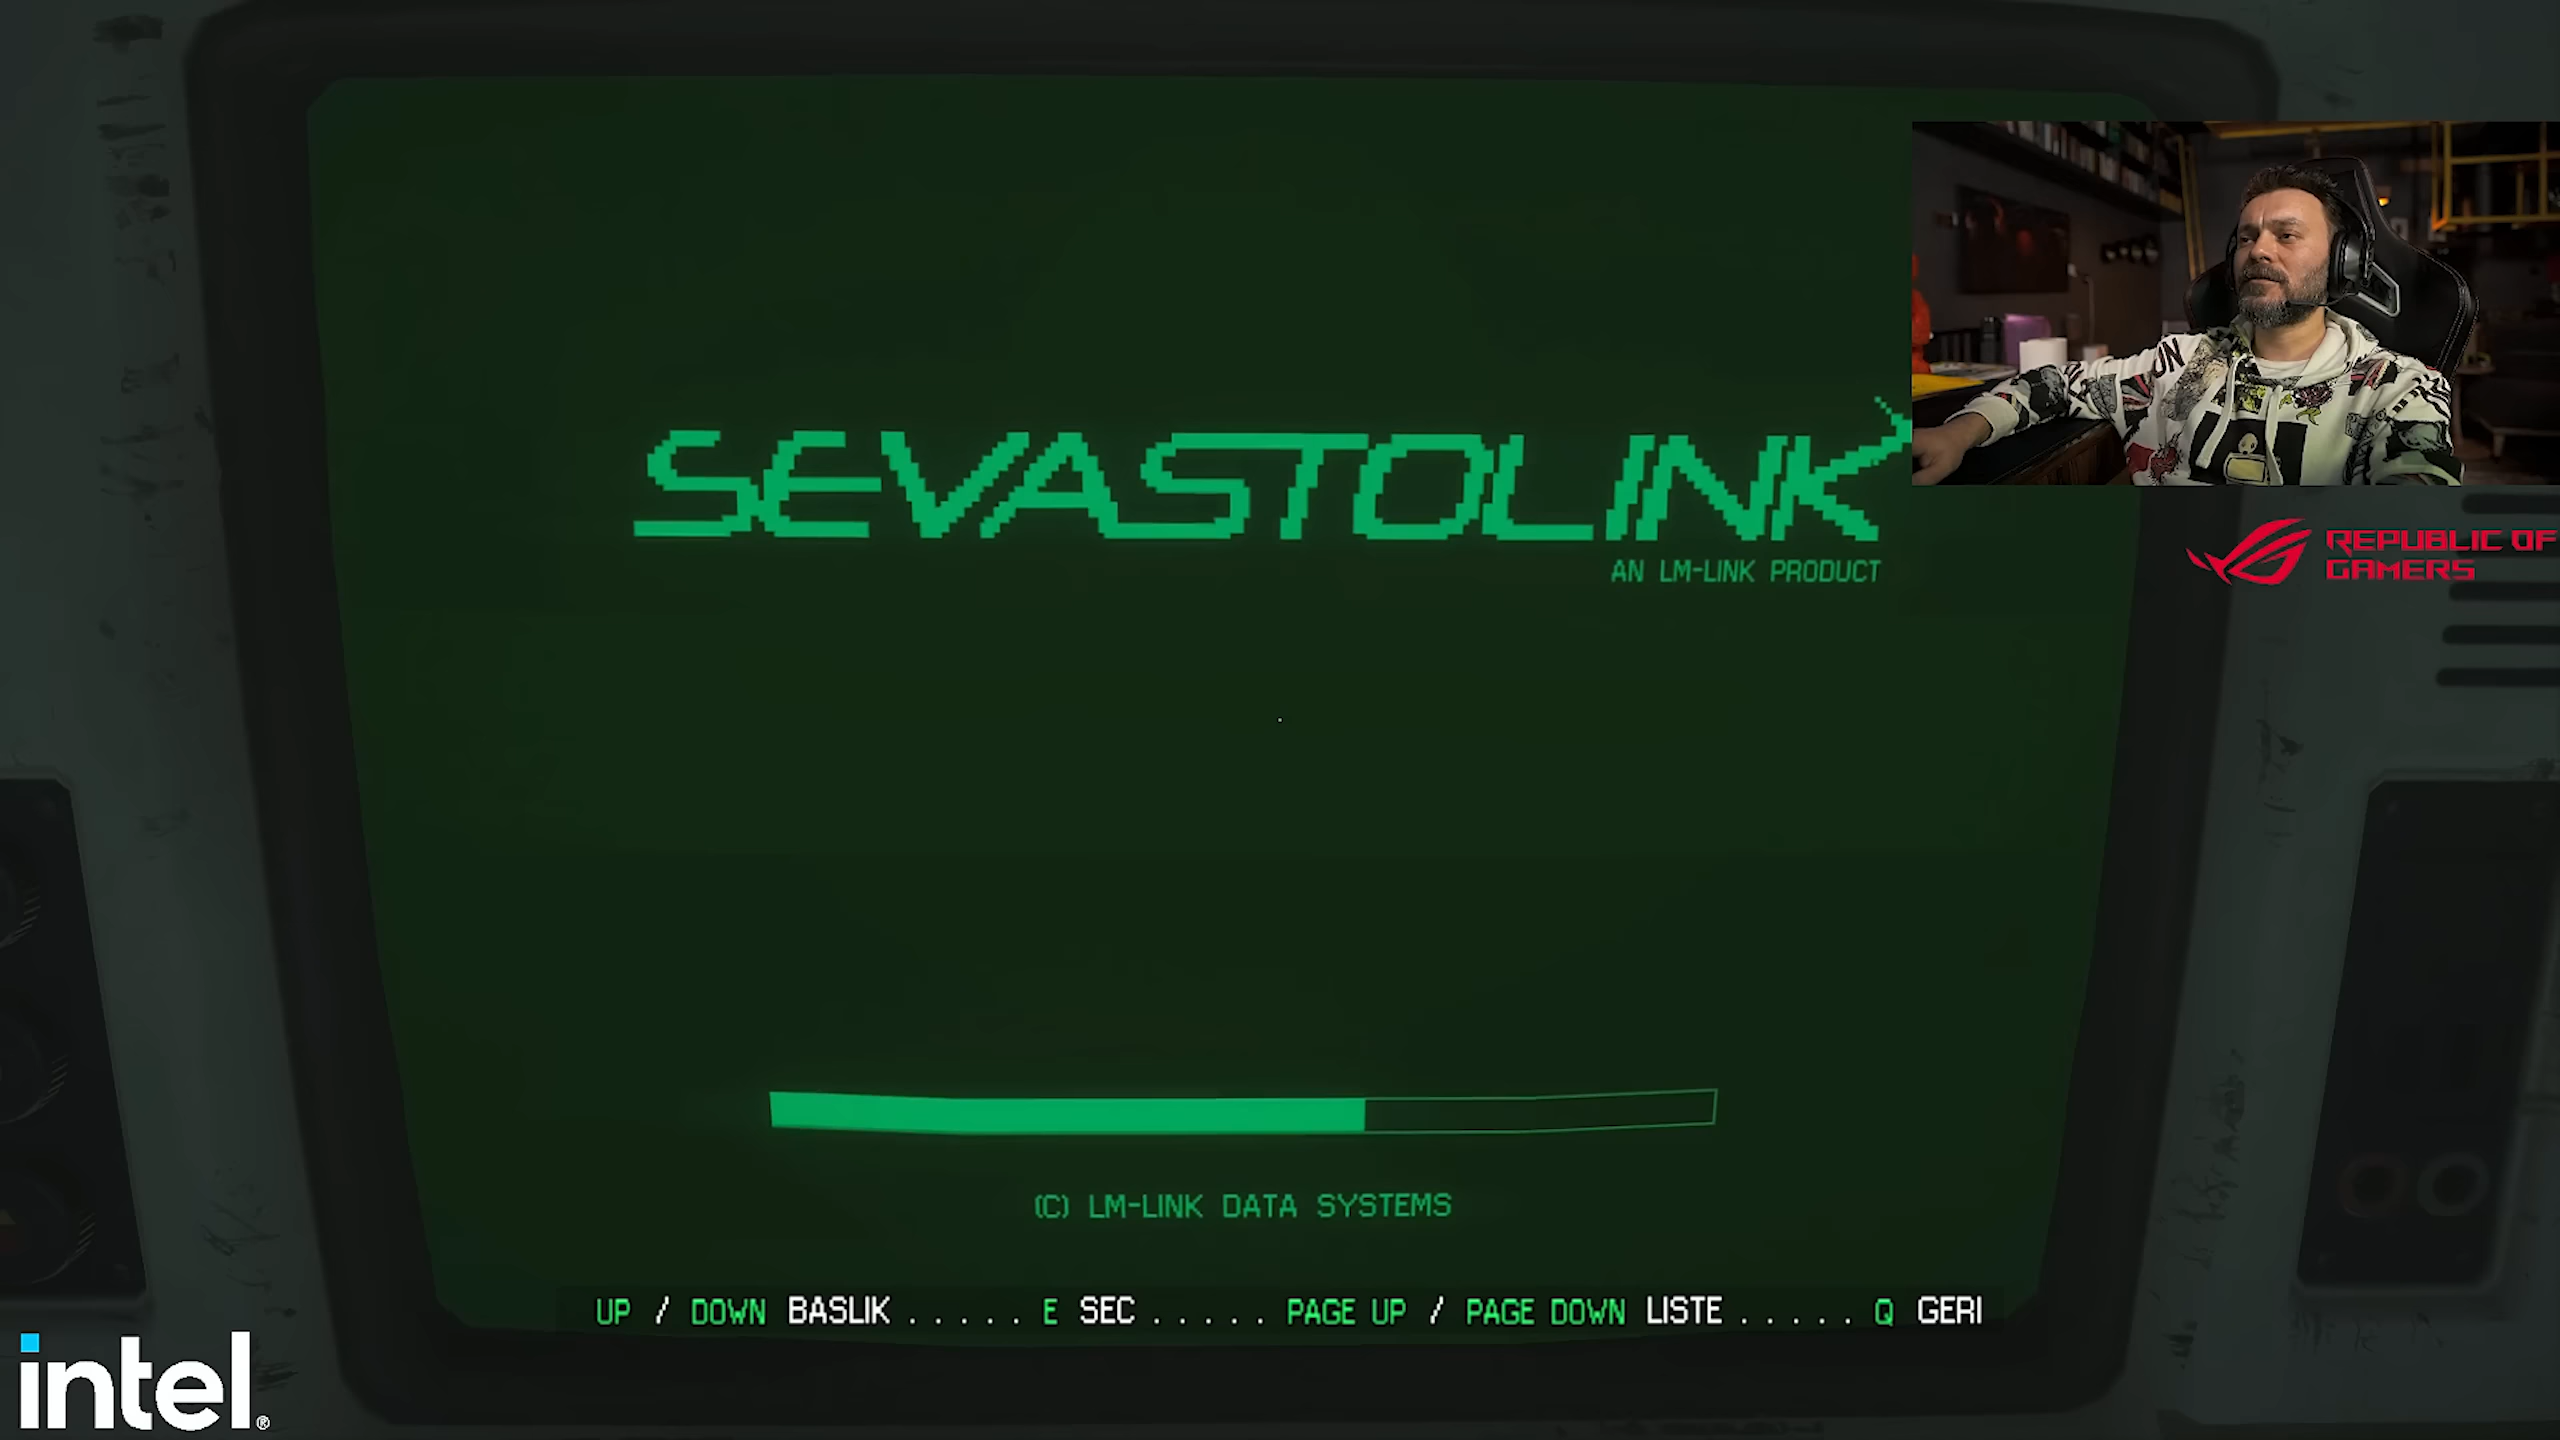 SEVASTOLINK
AN LM-LINK PRODUCT
REPUBLIC OF
GAMERS
(C) LM-LINK DATA SYSTEMS
UP / DOWN BASLIK ..... E SEC ..... PAGE UP / PAGE DOWN LISTE ..... Q GERI
intel®